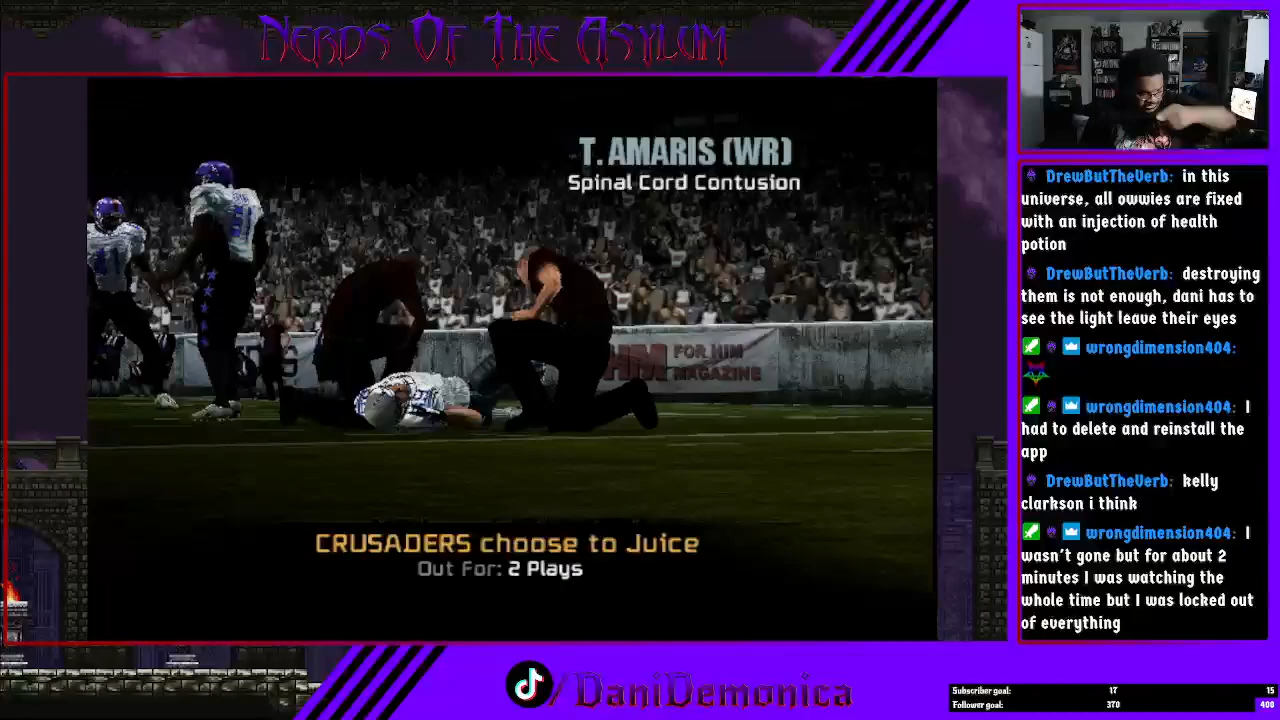 Nerds Of The Asylum
T. AMARIS (WR)
Spinal Cord Contusion
FOR HIM
MAGAZINE
CRUSADERS choose to Juice
Out For: 2 Plays
/ DaniDemonica
DrewButTheVerb: in this
universe, all owwies are fixed
with an injection of health
potion
DrewButTheVerb: destroying
them is not enough, dani has to
see the light leave their eyes
wrongdimension404:
wrongdimension404: I
had to delete and reinstall the
app
DrewButTheVerb: kelly
clarkson i think
wrongdimension404: I
wasn't gone but for about 2
minutes I was watching the
whole time but I was locked out
of everything
Subscriber goal: 17 15
Follower goal: 370 400